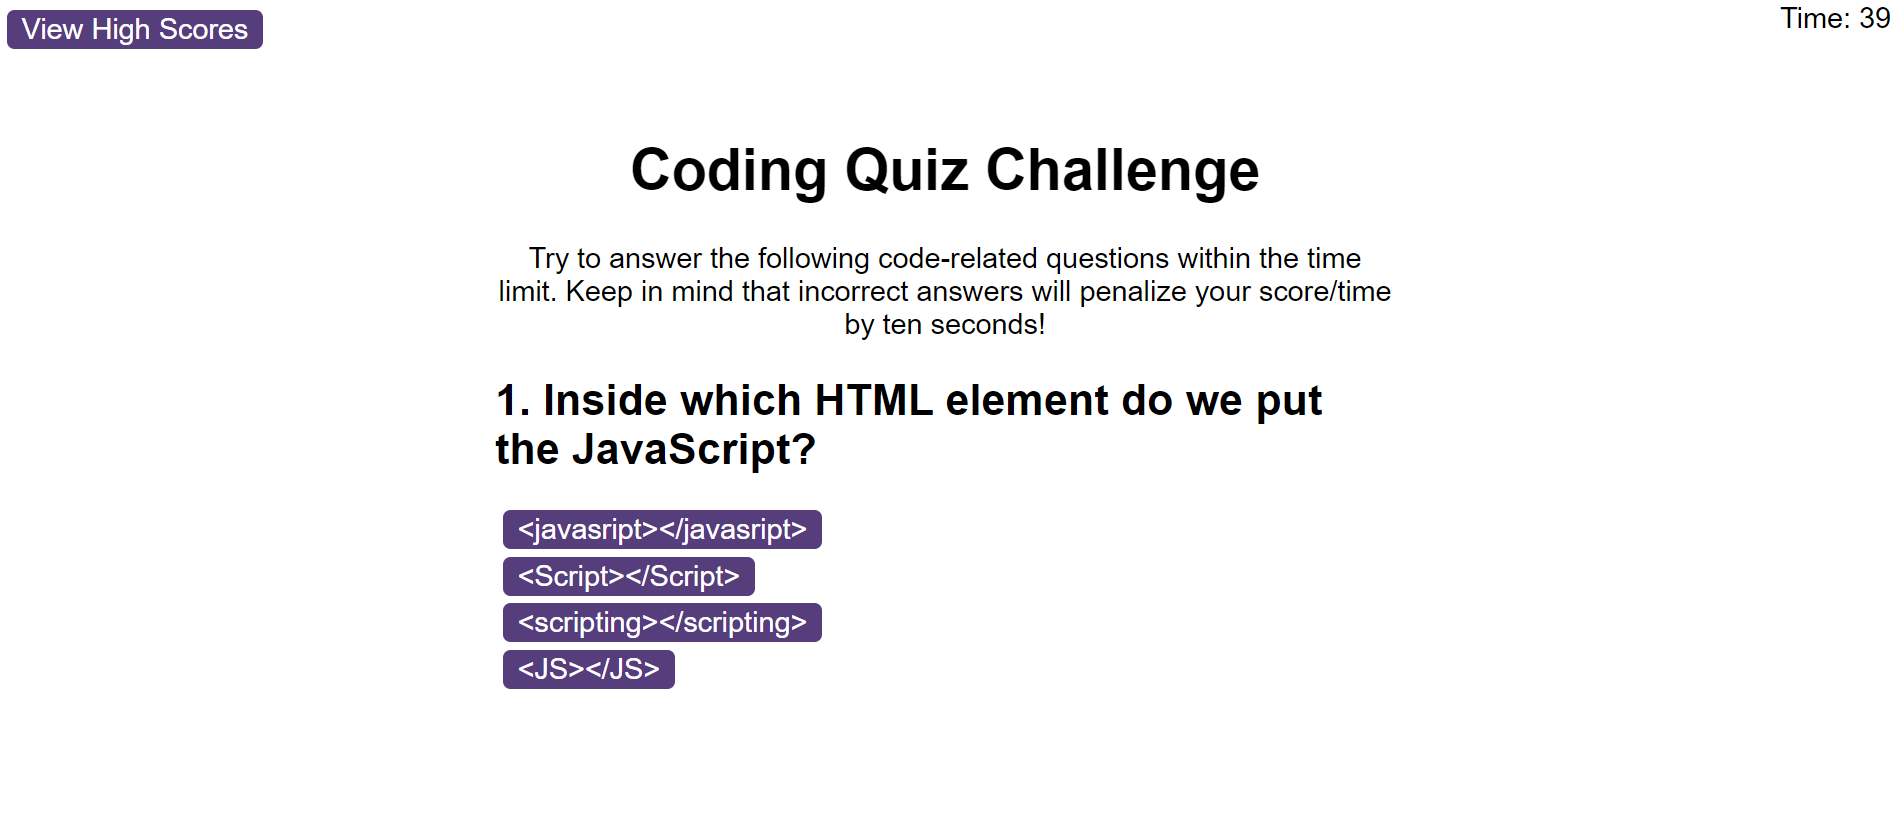 View High Scores
Time: 39
Coding Quiz Challenge
Try to answer the following code-related questions within the time
limit. Keep in mind that incorrect answers will penalize your score/time
by ten seconds!
1. Inside which HTML element do we put
the JavaScript?
<javasript></javasript>
<Script></Script>
<scripting></scripting>
<JS></JS>